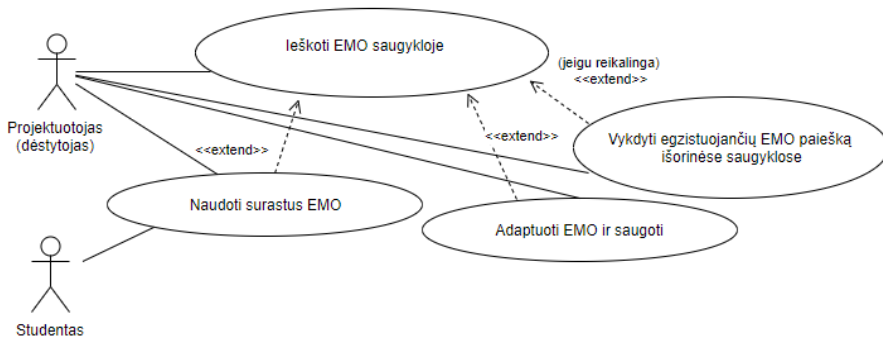 Ieškoti EMO saugykloje
(jeigu reikalinga)
<<extend>>
Projektuotojas
(dėstytojas)
<<extend>>
<<extend>>
Vykdyti egzistuojančių EMO paiešką
išorinėse saugyklose
Naudoti surastus EMO
Adaptuoti EMO ir saugoti
Studentas